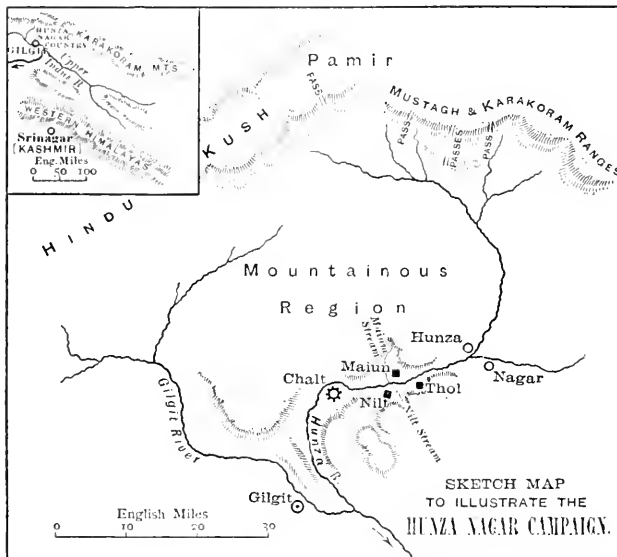 HUNZA
NAGAR
COUNTRY
GILGIT
KARAKORAM MTS.
Upper
Indus R.
WESTERN HIMALAYAS
Srinagar
(KASHMIR)
Eng. Miles
0 50 100
Pamir
HINDU KUSH
PASS
MUSTAGH & KARAKORAM RANGES
PASS
PASSES
PASS
Mountainous
Region
Maiun
Stream
Hunza
Maiun
Nagar
Chalt
Thol
Nilt
Nilt Stream
Gilgit River
Hunza R.
Gilgit
English Miles
0 10 20 30
SKETCH MAP
TO ILLUSTRATE THE
HUNZA NAGAR CAMPAIGN.